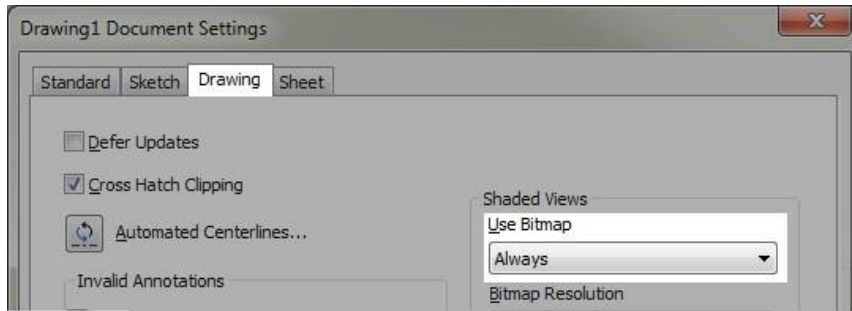 Drawing1 Document Settings
Standard Sketch Drawing Sheet
Defer Updates
Cross Hatch Clipping
Automated Centerlines...
Invalid Annotations
Shaded Views
Use Bitmap
Always
Bitmap Resolution